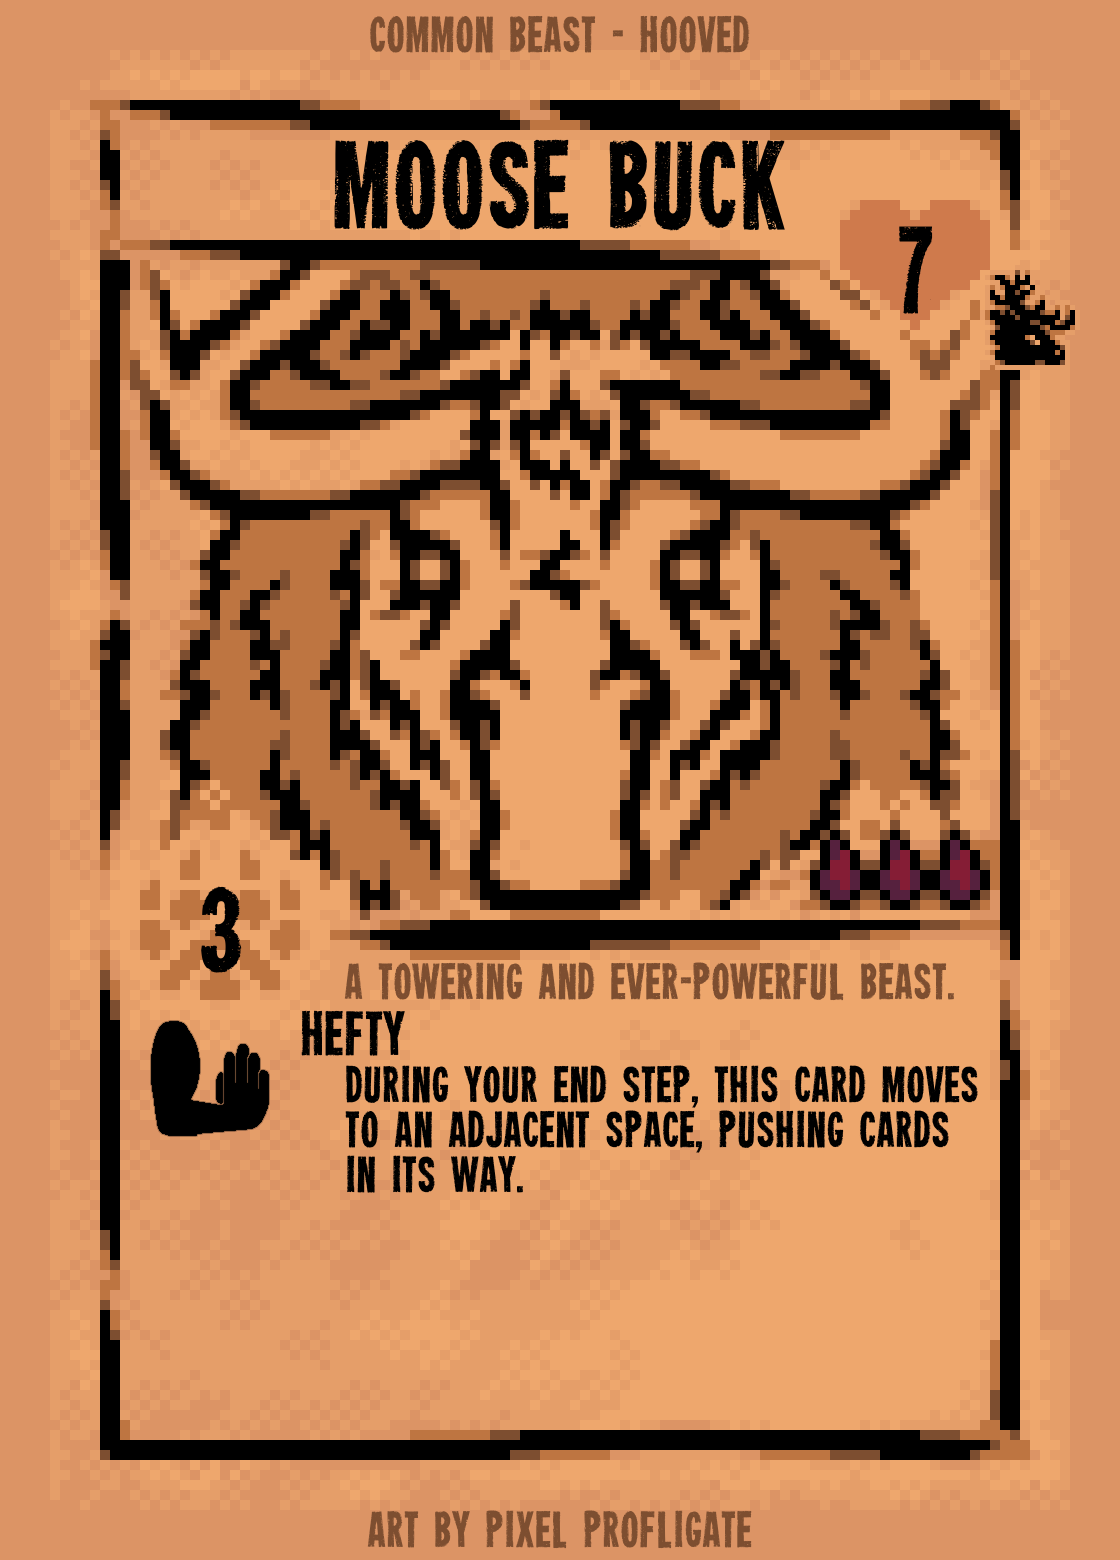 COMMON BEAST - HOOVED
MOOSE BUCK
7
3
A TOWERING AND EVER-POWERFUL BEAST.
HEFTY
DURING YOUR END STEP, THIS CARD MOVES
TO AN ADJACENT SPACE, PUSHING CARDS
IN ITS WAY.
ART BY PIXEL PROFLIGATE